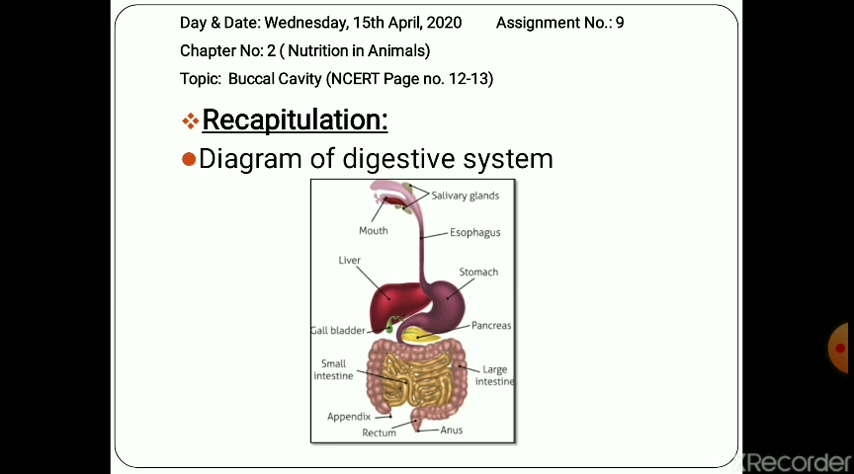 Day & Date: Wednesday, 15th April, 2020 Assignment No.: 9
Chapter No: 2 ( Nutrition in Animals)
Topic: Buccal Cavity (NCERT Page no. 12-13)
Recapitulation:
Diagram of digestive system
Salivary glands
Mouth
Esophagus
Liver
Stomach
Gall bladder
Pancreas
Small
intestine
Large
intestine
Appendix
Rectum
Anus
XRecorder